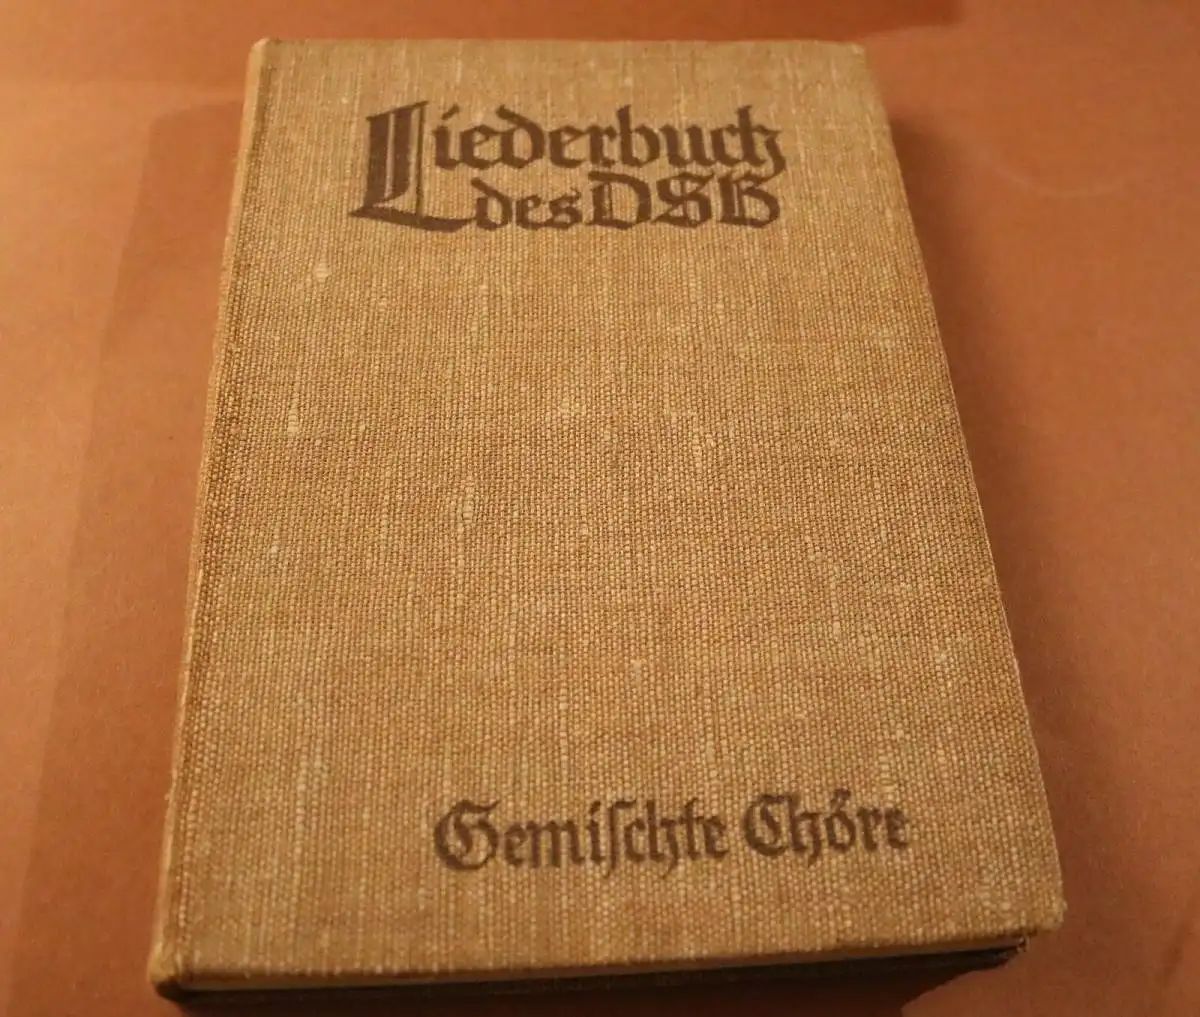 Liederbuch
des DSB
Gemiſchte Chöre